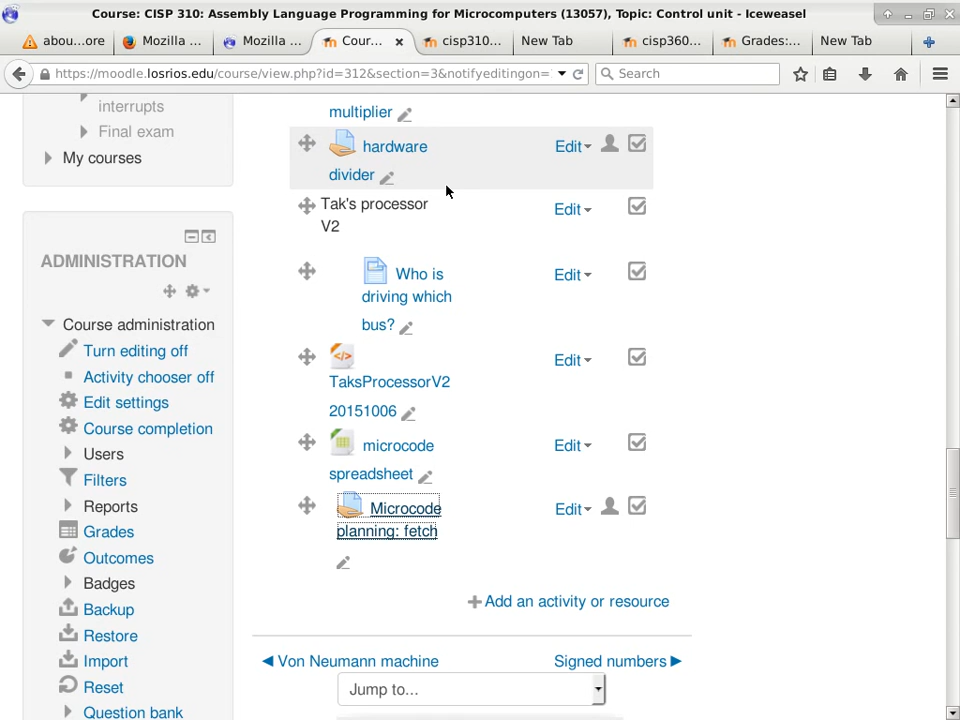 Course: CISP 310: Assembly Language Programming for Microcomputers (13057), Topic: Control unit - Iceweasel
abou...ore
Mozilla ...
Mozilla ...
Cour...
cisp310...
New Tab
cisp360...
Grades:...
New Tab
https://moodle.losrios.edu/course/view.php?id=312&section=3&notifyeditingon=
Search
interrupts
Final exam
My courses
ADMINISTRATION
Course administration
Turn editing off
Activity chooser off
Edit settings
Course completion
Users
Filters
Reports
Grades
Outcomes
Badges
Backup
Restore
Import
Reset
Question bank
multiplier
hardware
divider
Edit
Tak's processor
V2
Edit
Who is
driving which
bus?
Edit
TaksProcessorV2
20151006
Edit
microcode
spreadsheet
Edit
Microcode
planning: fetch
Edit
Add an activity or resource
Von Neumann machine
Signed numbers
Jump to...